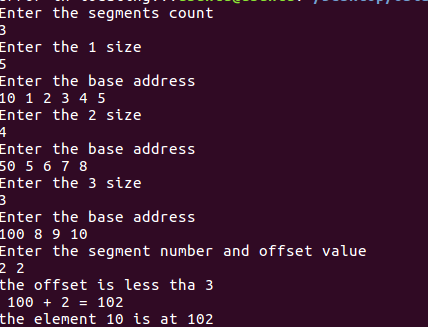 Enter the segments count
3
Enter the 1 size
5
Enter the base address
10 1 2 3 4 5
Enter the 2 size
4
Enter the base address
50 5 6 7 8
Enter the 3 size
3
Enter the base address
100 8 9 10
Enter the segment number and offset value
2 2
the offset is less tha 3
100 + 2 = 102
the element 10 is at 102